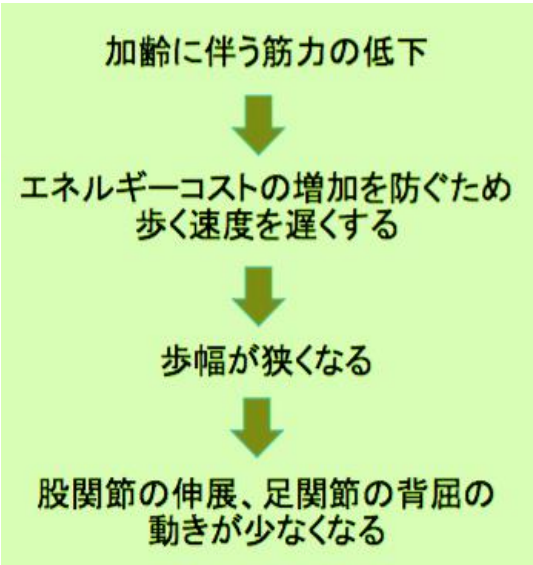 加齢に伴う筋力の低下
エネルギーコストの増加を防ぐため
歩く速度を遅くする
歩幅が狭くなる
股関節の伸展、足関節の背屈の
動きが少なくなる